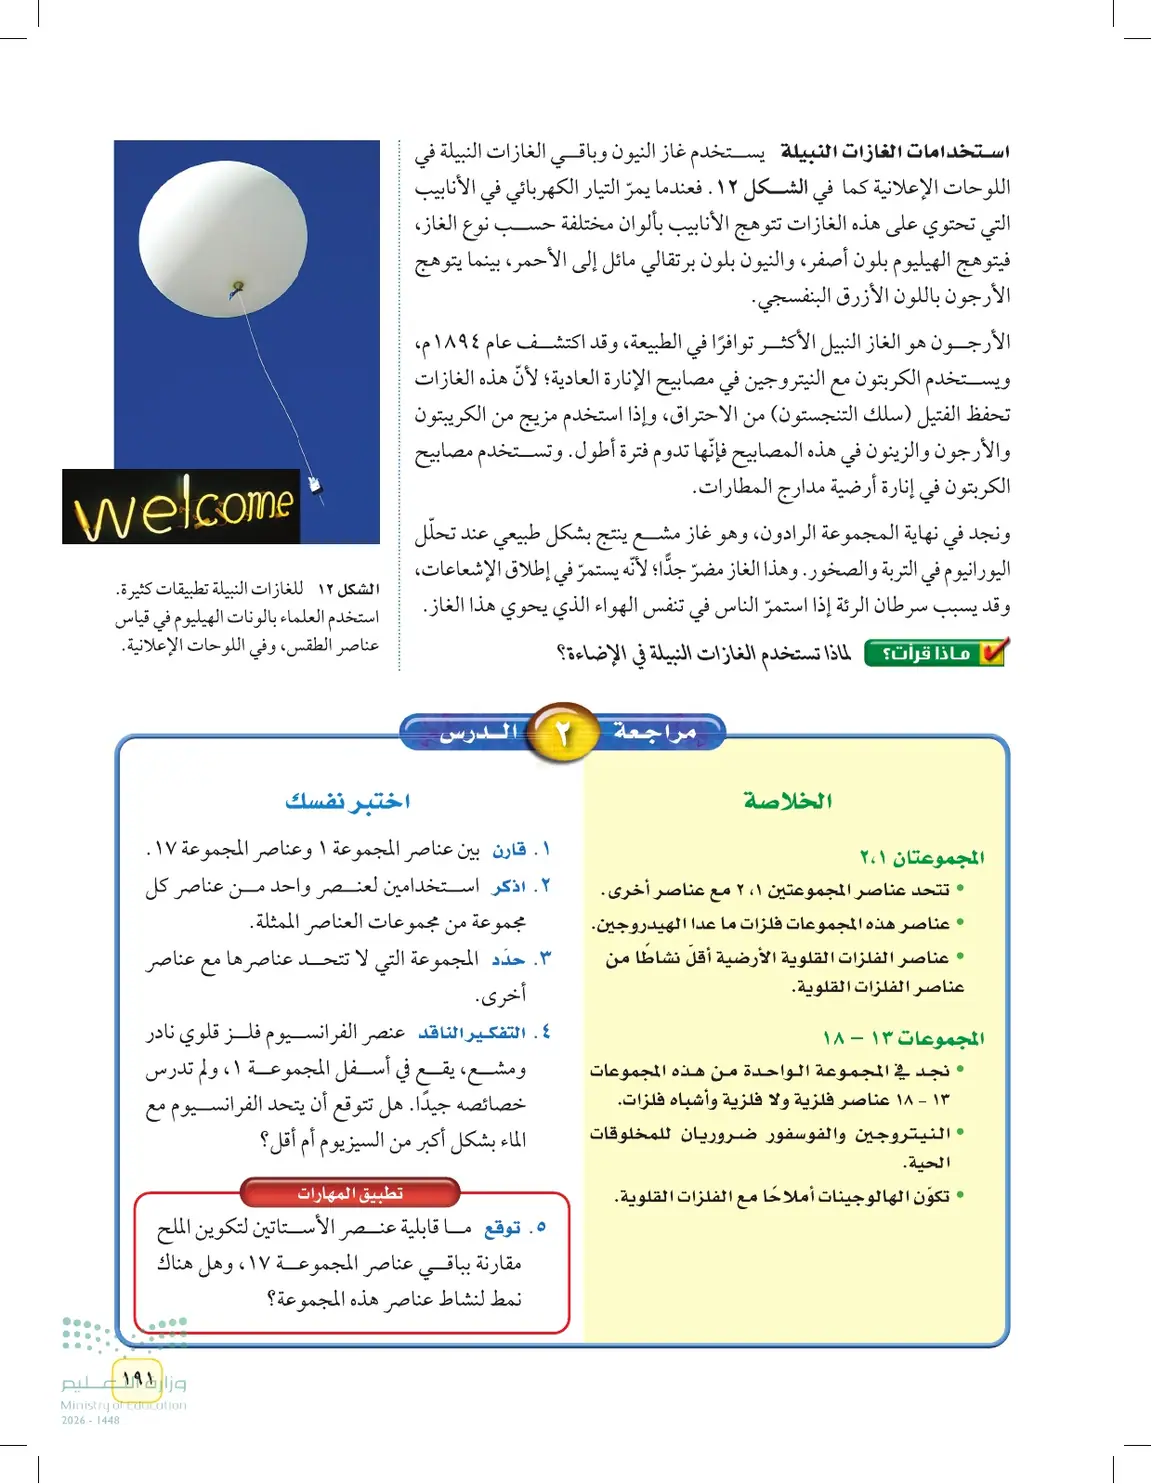 استخدامات الغازات النبيلة يستخدم غاز النيون وباقي الغازات النبيلة في
اللوحات الإعلانية كما في الشكل ١٢. فعندما يمرّ التيار الكهربائي في الأنابيب
التي تحتوي على هذه الغازات تتوهج الأنابيب بألوان مختلفة حسب نوع الغاز،
فيتوهج الهيليوم بلون أصفر، والنيون بلون برتقالي مائل إلى الأحمر، بينما يتوهج
الأرجون باللون الأزرق البنفسجي.
الأرجون هو الغاز النبيل الأكثر توافرًا في الطبيعة، وقد اكتشف عام ١٨٩٤م،
ويستخدم الكربتون مع النيتروجين في مصابيح الإنارة العادية؛ لأنّ هذه الغازات
تحفظ الفتيل (سلك التنجستون) من الاحتراق، وإذا استخدم مزيج من الكريبتون
والأرجون والزينون في هذه المصابيح فإنّها تدوم فترة أطول. وتستخدم مصابيح
الكربتون في إنارة أرضية مدارج المطارات.
ونجد في نهاية المجموعة الرادون، وهو غاز مشع ينتج بشكل طبيعي عند تحلّل
اليورانيوم في التربة والصخور. وهذا الغاز مضرّ جدًّا؛ لأنّه يستمرّ في إطلاق الإشعاعات،
وقد يسبب سرطان الرئة إذا استمرّ الناس في تنفس الهواء الذي يحوي هذا الغاز.
ماذا قرأت؟ لماذا تستخدم الغازات النبيلة في الإضاءة؟
welcome
الشكل ١٢ للغازات النبيلة تطبيقات كثيرة.
استخدم العلماء بالونات الهيليوم في قياس
عناصر الطقس، وفي اللوحات الإعلانية.
مراجعة ٢ الدرس
الخلاصة
المجموعتان ١،٢
• تتحد عناصر المجموعتين ١، ٢ مع عناصر أخرى.
• عناصر هذه المجموعات فلزات ما عدا الهيدروجين.
• عناصر الفلزات القلوية الأرضية أقلّ نشاطًا من
عناصر الفلزات القلوية.
المجموعات ١٣ – ١٨
• نجد في المجموعة الواحدة من هذه المجموعات
١٣ - ١٨ عناصر فلزية ولا فلزية وأشباه فلزات.
• النيتروجين والفوسفور ضروريان للمخلوقات
الحية.
• تكوّن الهالوجينات أملاحًا مع الفلزات القلوية.
اختبر نفسك
١. قارن بين عناصر المجموعة ١ وعناصر المجموعة ١٧.
٢. اذكر استخدامين لعنصر واحد من عناصر كل
مجموعة من مجموعات العناصر الممثلة.
٣. حدّد المجموعة التي لا تتحد عناصرها مع عناصر
أخرى.
٤. التفكير الناقد عنصر الفرانسيوم فلز قلوي نادر
ومشع، يقع في أسفل المجموعة ١، ولم تدرس
خصائصه جيدًا. هل تتوقع أن يتحد الفرانسيوم مع
الماء بشكل أكبر من السيزيوم أم أقل؟
تطبيق المهارات
٥. توقع ما قابلية عنصر الأستاتين لتكوين الملح
مقارنة بباقي عناصر المجموعة ١٧، وهل هناك
نمط لنشاط عناصر هذه المجموعة؟
وزارة التعليم
١٩١
Ministry of Education
2026 - 1448